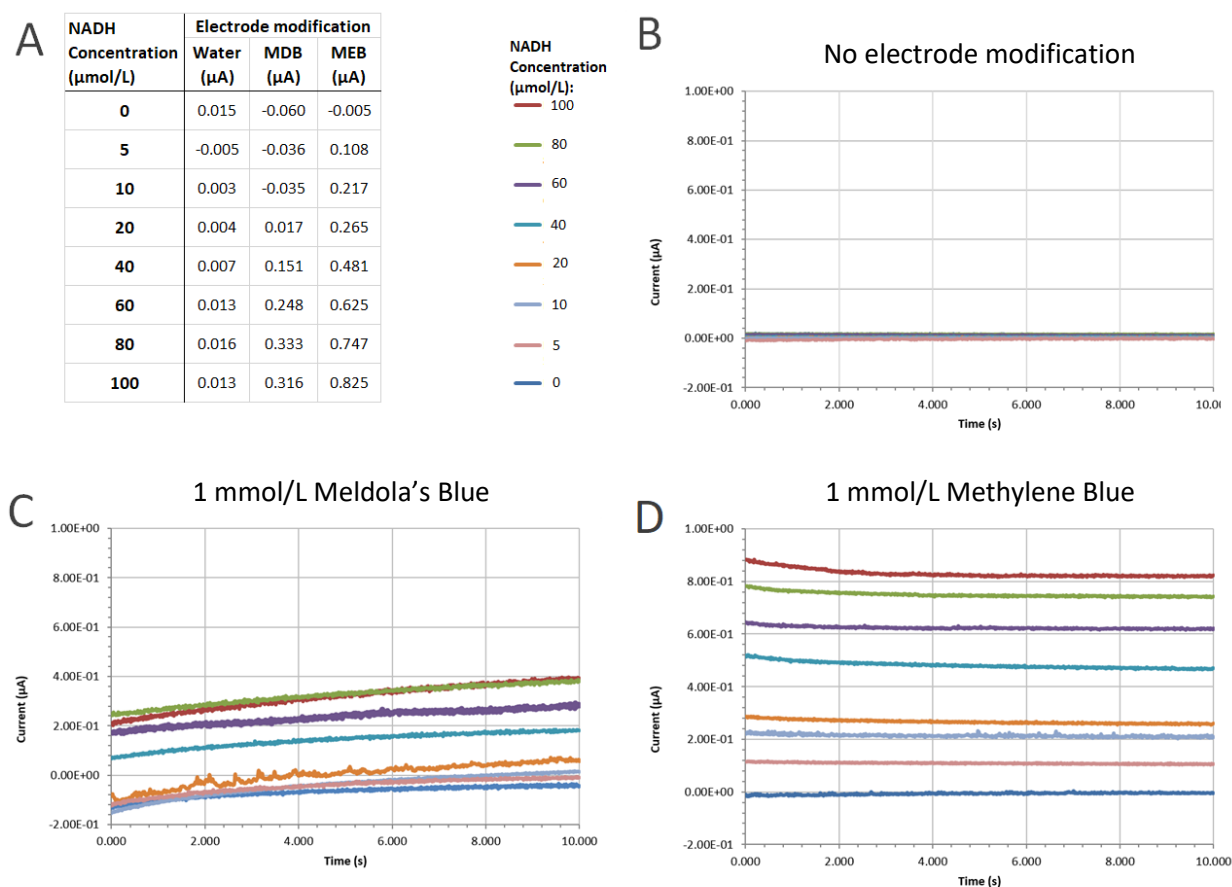 A
NADH Concentration (µmol/L)
Electrode modification
Water (µA)
MDB (µA)
MEB (µA)
0 0.015 -0.060 -0.005
5 -0.005 -0.036 0.108
10 0.003 -0.035 0.217
20 0.004 0.017 0.265
40 0.007 0.151 0.481
60 0.013 0.248 0.625
80 0.016 0.333 0.747
100 0.013 0.316 0.825
NADH
Concentration
(µmol/L):
100
80
60
40
20
10
5
0
B
No electrode modification
1.00E+00
8.00E-01
6.00E-01
4.00E-01
2.00E-01
0.00E+00
-2.00E-01
Current (µA)
0.000 2.000 4.000 6.000 8.000 10.00
Time (s)
C
1 mmol/L Meldola's Blue
1.00E+00
8.00E-01
6.00E-01
4.00E-01
2.00E-01
0.00E+00
-2.00E-01
Current (µA)
0.000 2.000 4.000 6.000 8.000 10.000
Time (s)
D
1 mmol/L Methylene Blue
1.00E+00
8.00E-01
6.00E-01
4.00E-01
2.00E-01
0.00E+00
-2.00E-01
Current (µA)
0.000 2.000 4.000 6.000 8.000 10.000
Time (s)